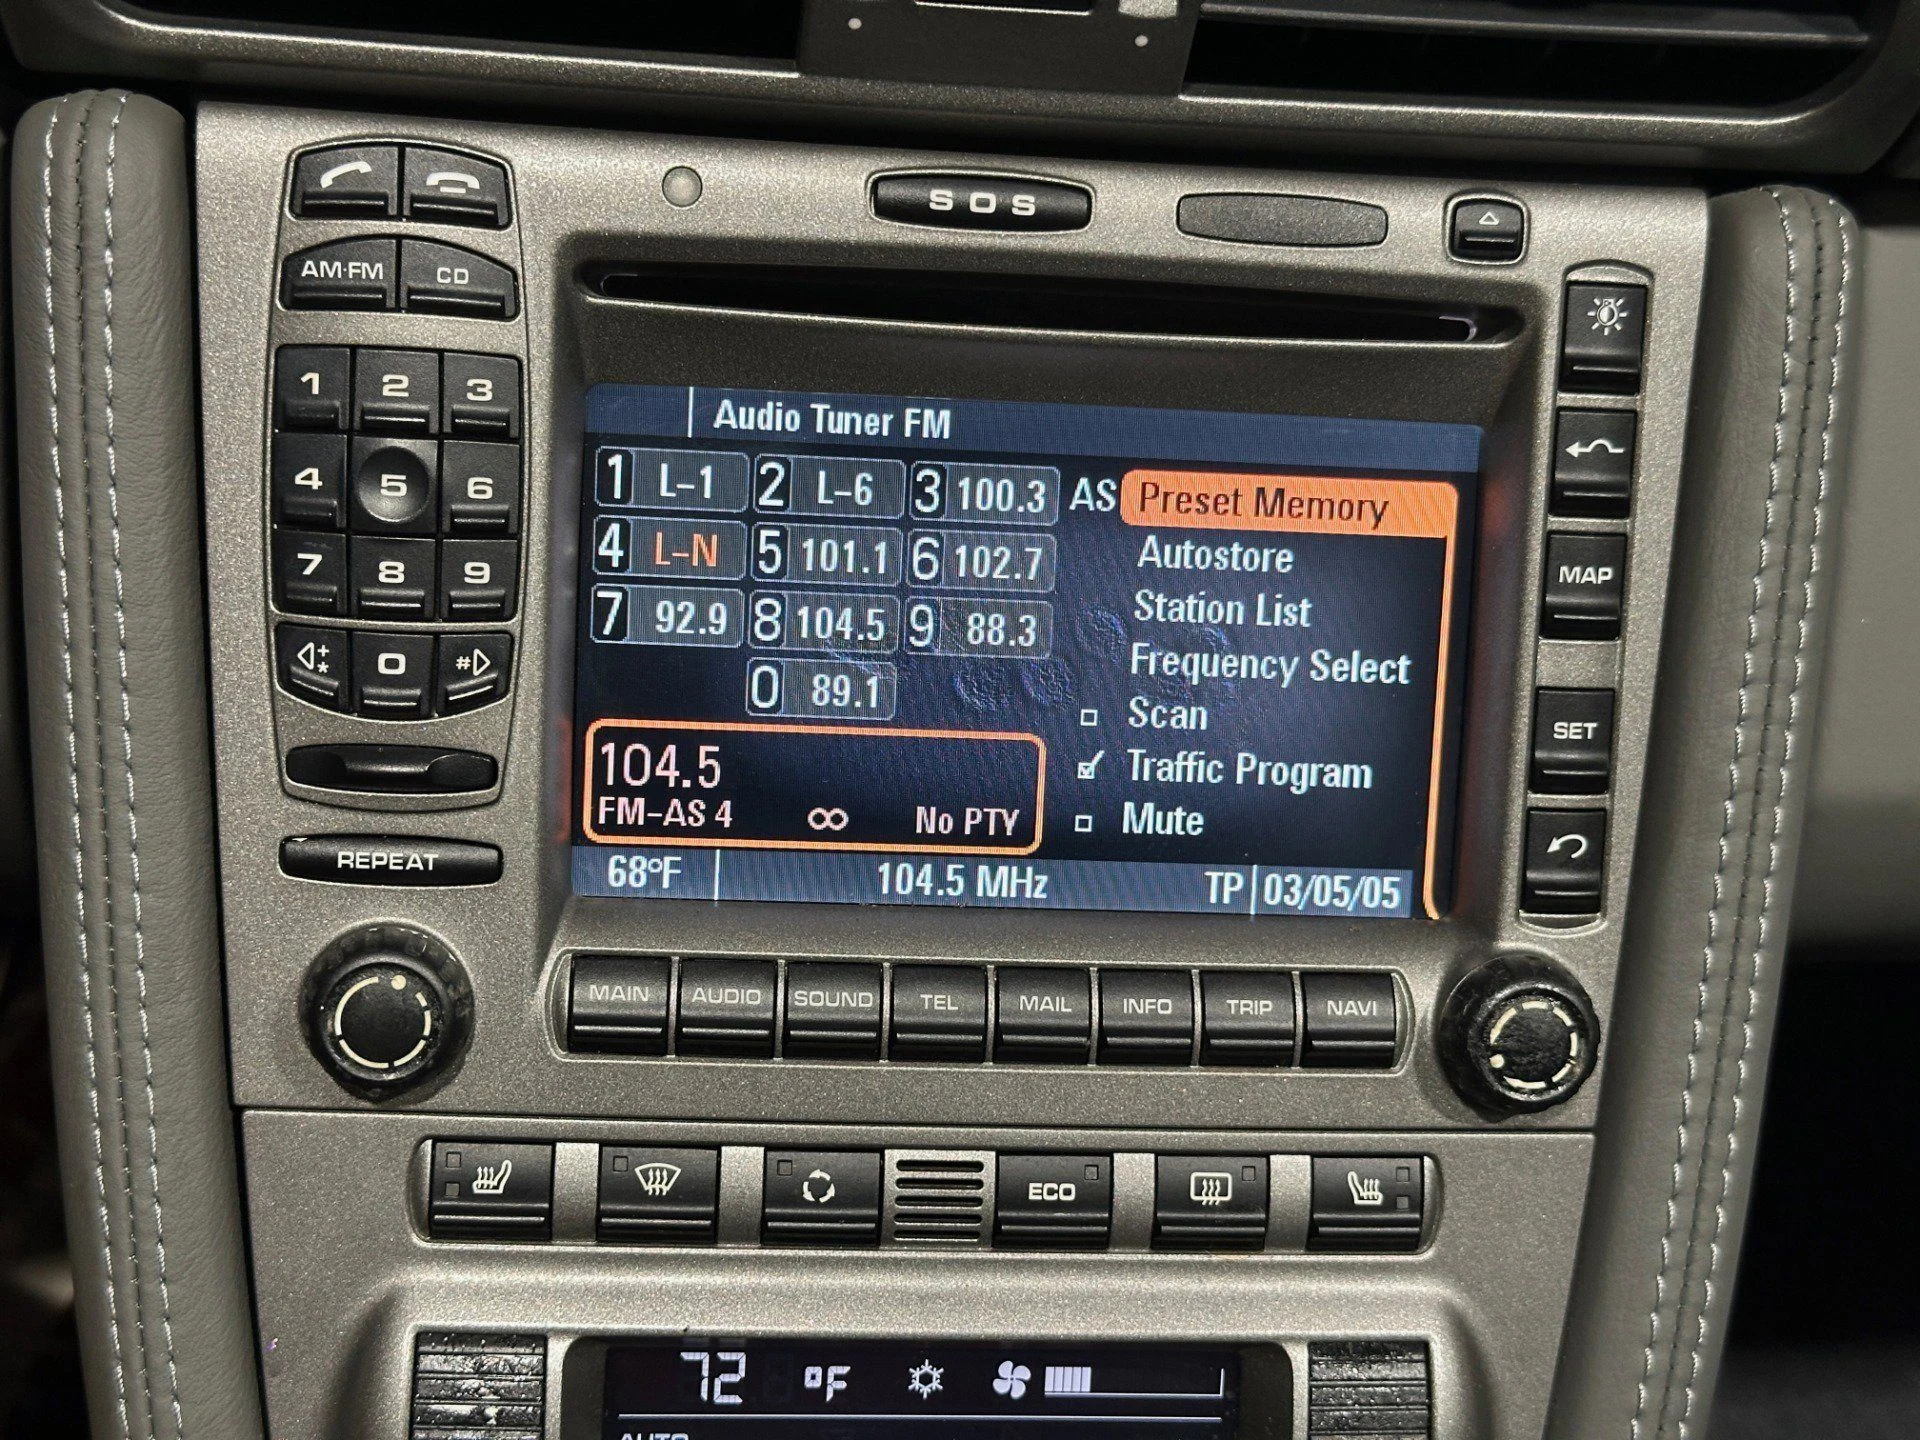 SOS
AM·FM CD
1 2 3
4 5 6
7 8 9
+
* 0 #
REPEAT
Audio Tuner FM
1 L-1 2 L-6 3 100.3 AS
4 L-N 5 101.1 6 102.7
7 92.9 8 104.5 9 88.3
0 89.1
Preset Memory
Autostore
Station List
Frequency Select
Scan
Traffic Program
Mute
104.5
FM-AS 4 ∞ No PTY
68°F 104.5 MHz TP 03/05/05
MAP
SET
MAIN AUDIO SOUND TEL MAIL INFO TRIP NAVI
ECO
72 °F
AUTO